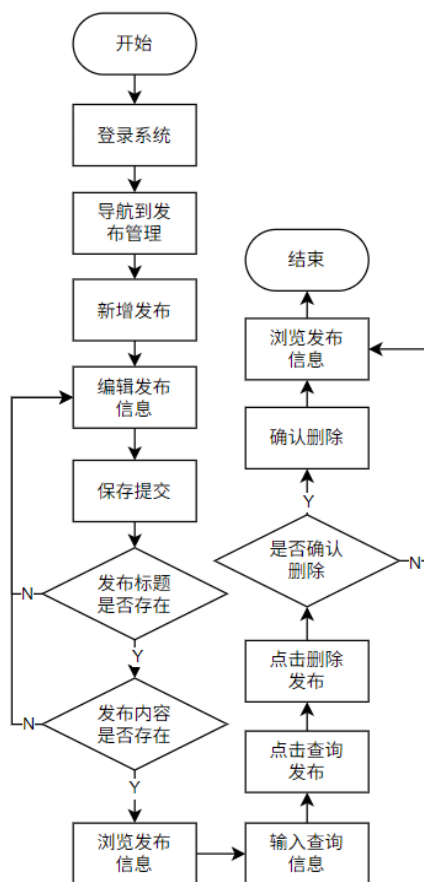 开始
登录系统
导航到发
布管理
新增发布
编辑发布
信息
保存提交
发布标题
是否存在
N
Y
发布内容
是否存在
N
Y
浏览发布
信息
输入查询
信息
点击查询
发布
点击删除
发布
是否确认
删除
N
Y
确认删除
浏览发布
信息
结束